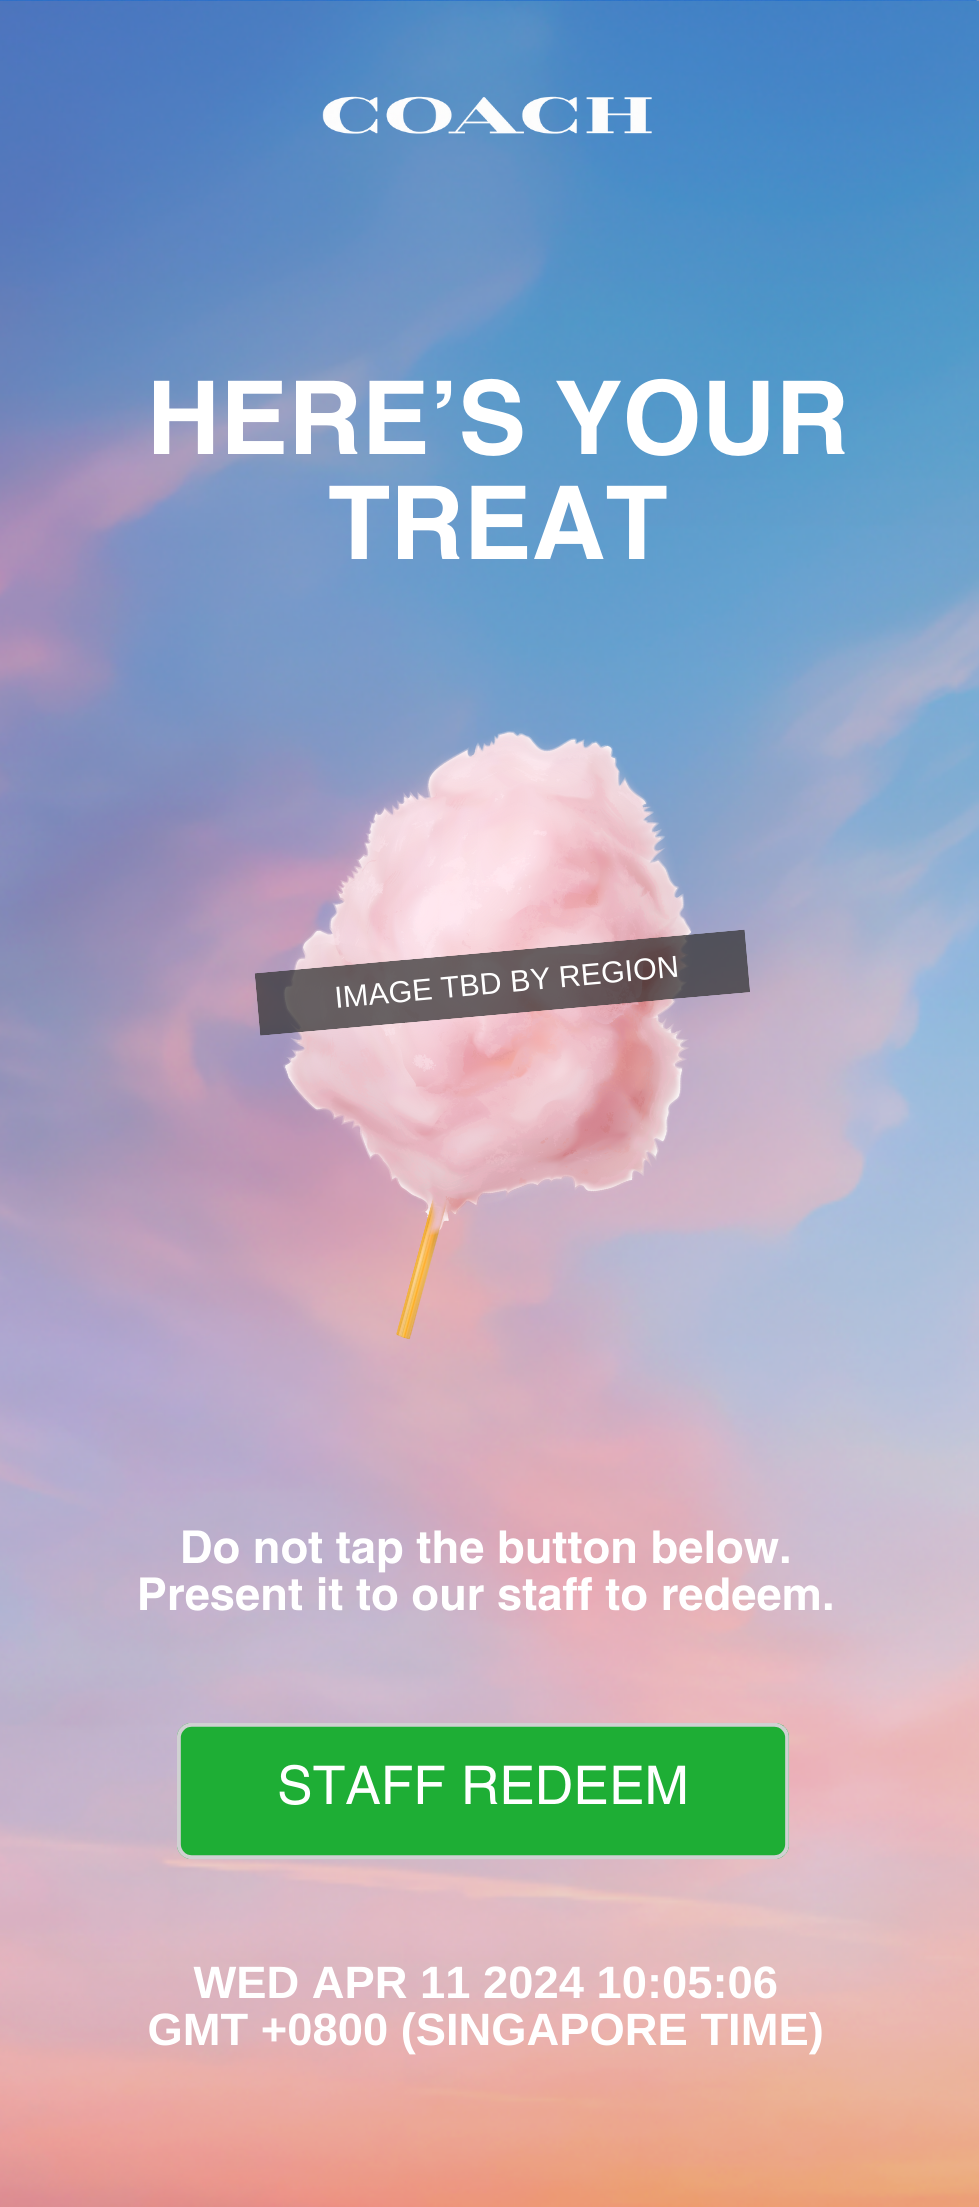 COACH
HERE’S YOUR
TREAT
IMAGE TBD BY REGION
Do not tap the button below.
Present it to our staff to redeem.
STAFF REDEEM
WED APR 11 2024 10:05:06
GMT +0800 (SINGAPORE TIME)